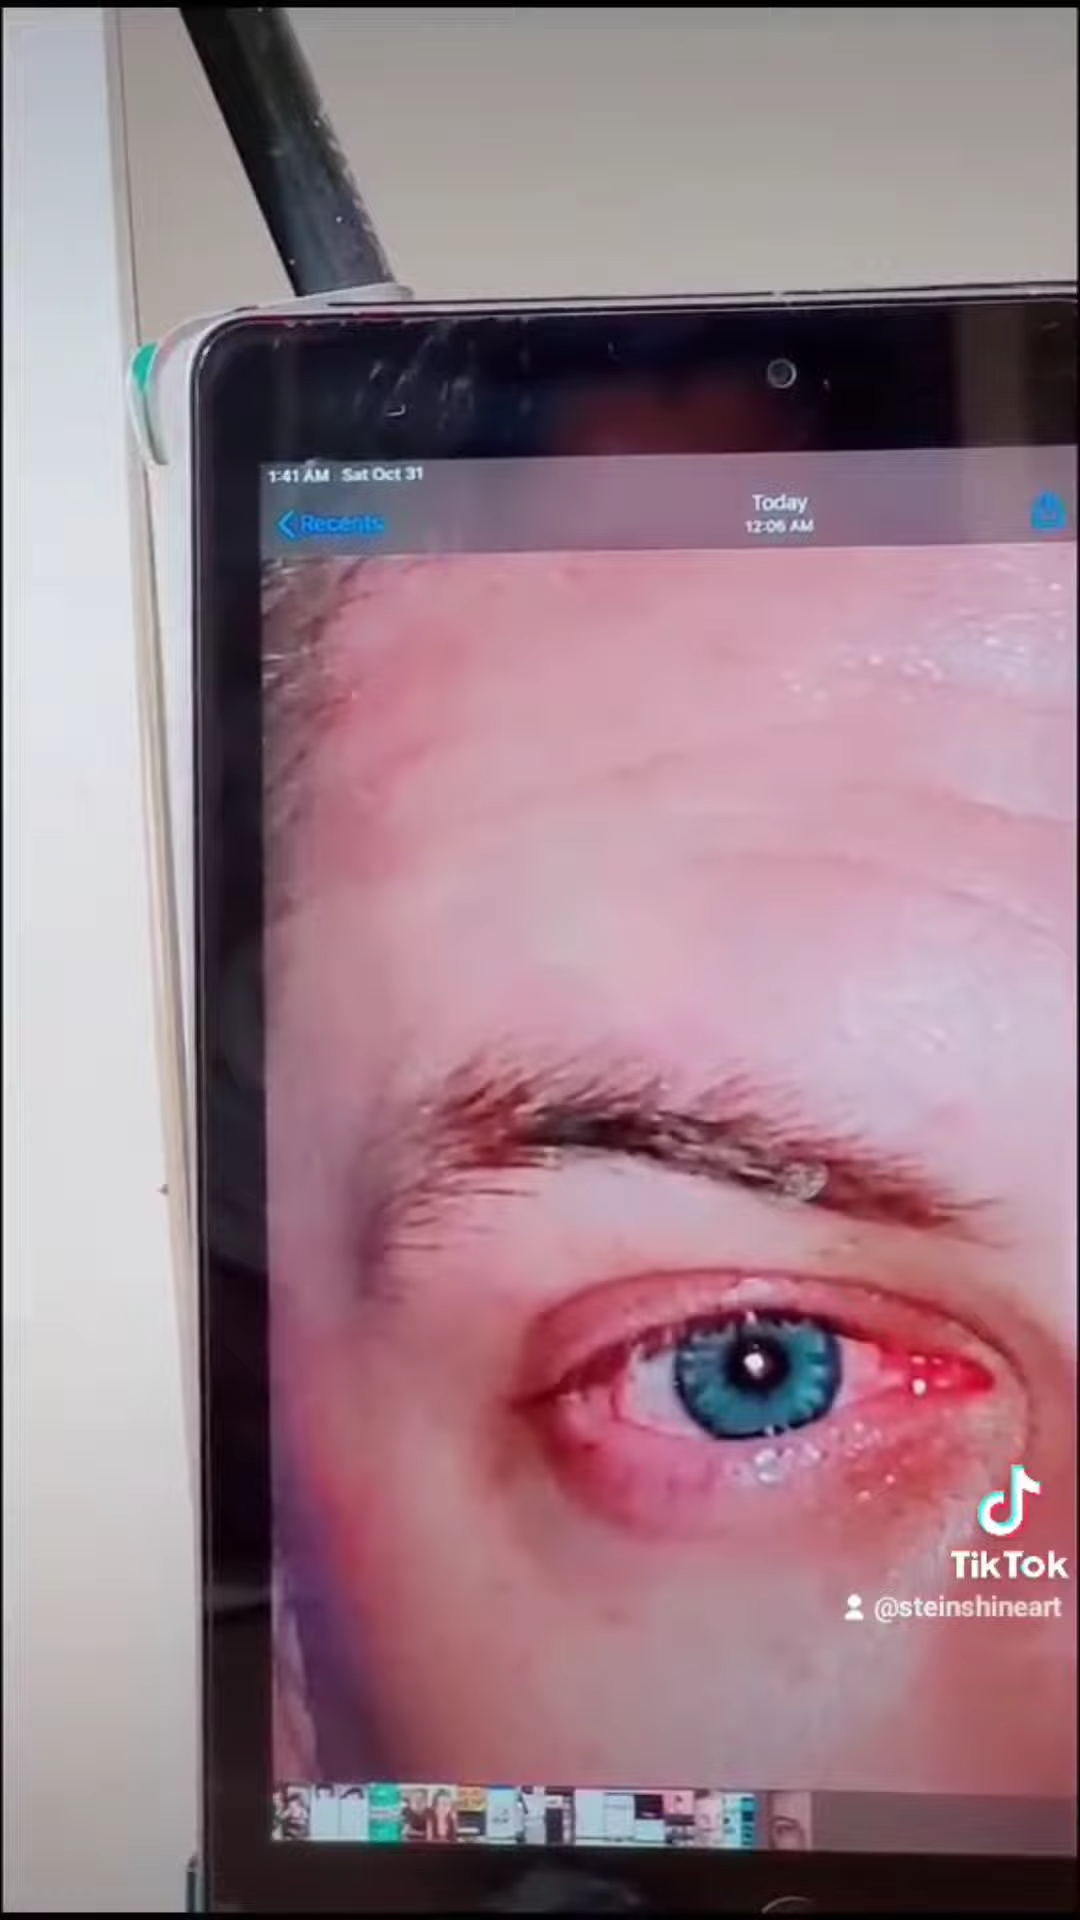 1:41 AM Sat Oct 31
Recents
Today
12:06 AM
TikTok
@steinshineart